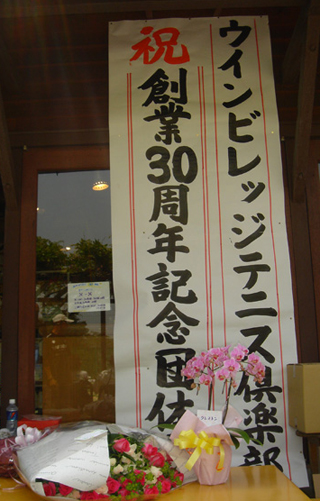 ウインビレッジテニス倶楽部
祝
創業30周年記念団体